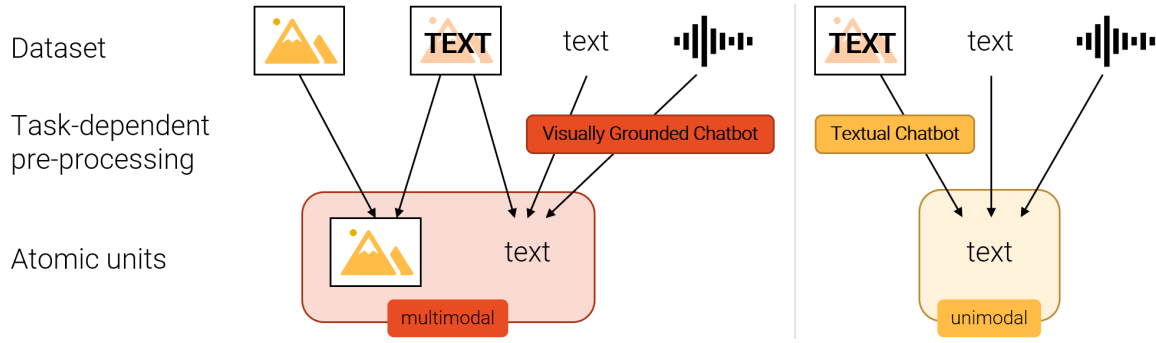 Dataset
TEXT
text
TEXT
text
Task-dependent
pre-processing
Visually Grounded Chatbot
Textual Chatbot
Atomic units
text
text
multimodal
unimodal